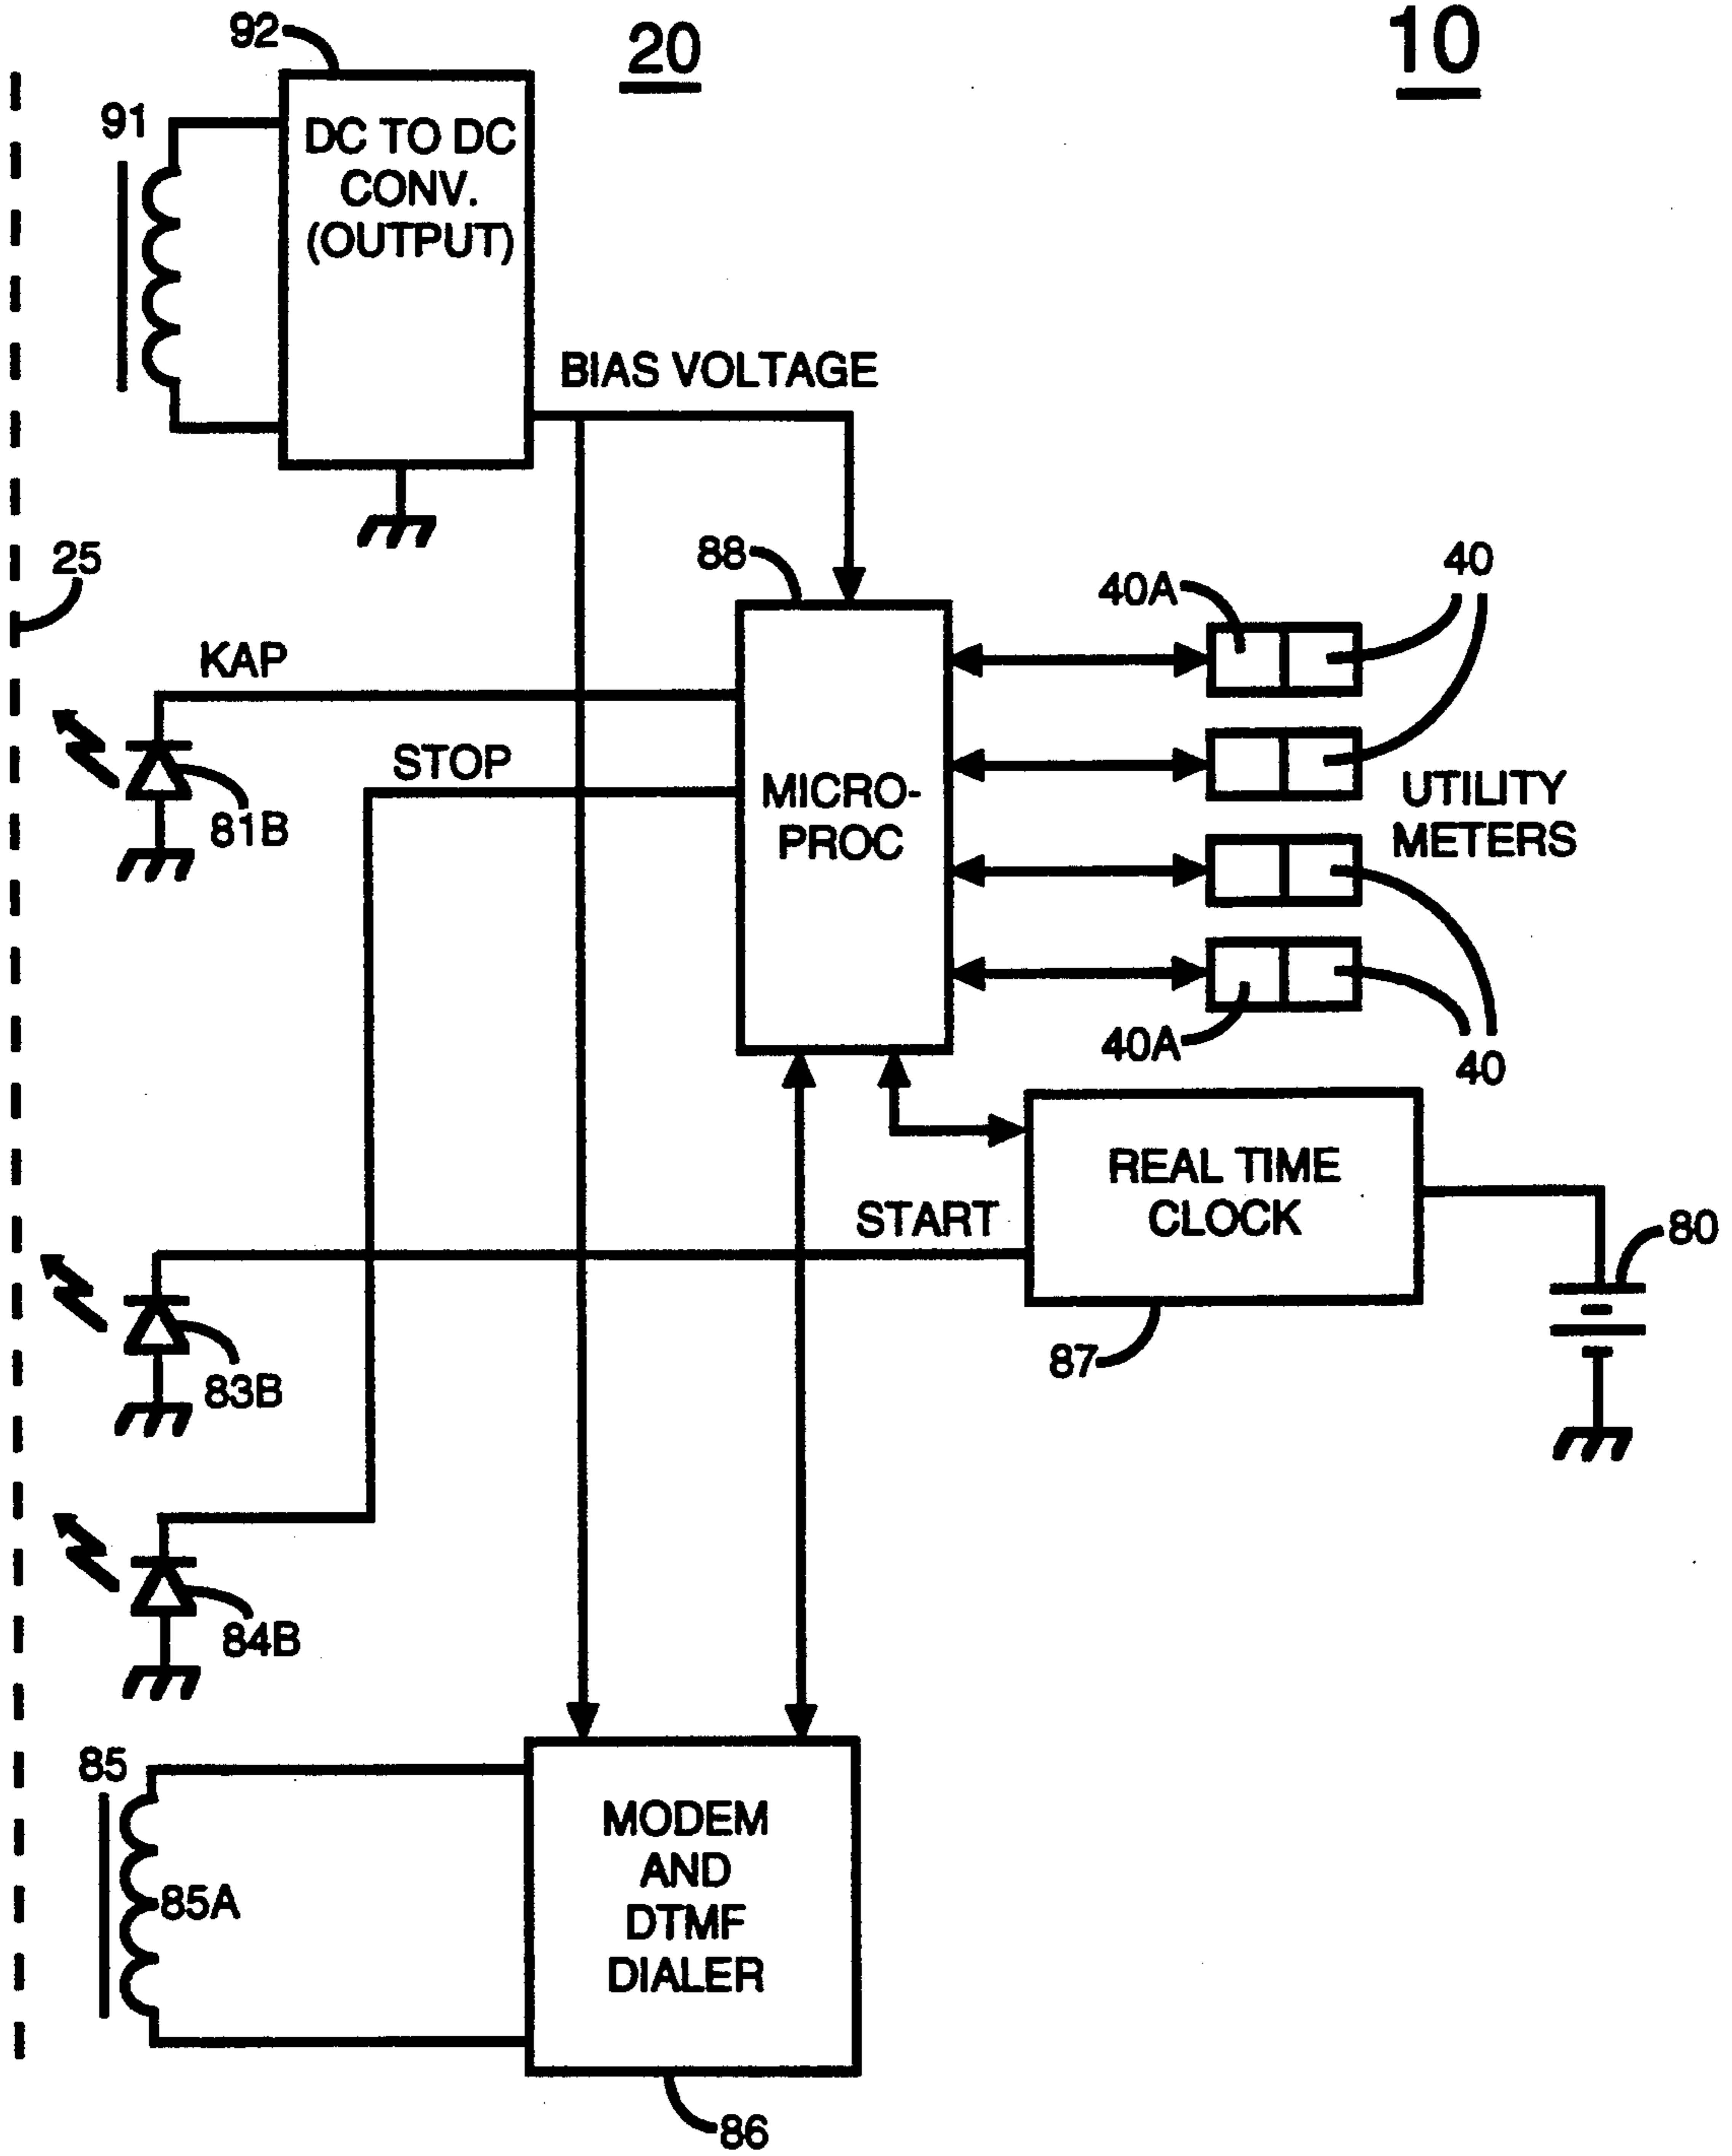 92
20
10
91
DC TO DC
CONV.
(OUTPUT)
BIAS VOLTAGE
25
88
40A
40
KAP
STOP
81B
MICRO-
PROC
UTILITY
METERS
40A
40
REAL TIME
CLOCK
START
80
87
83B
84B
85
85A
MODEM
AND
DTMF
DIALER
86